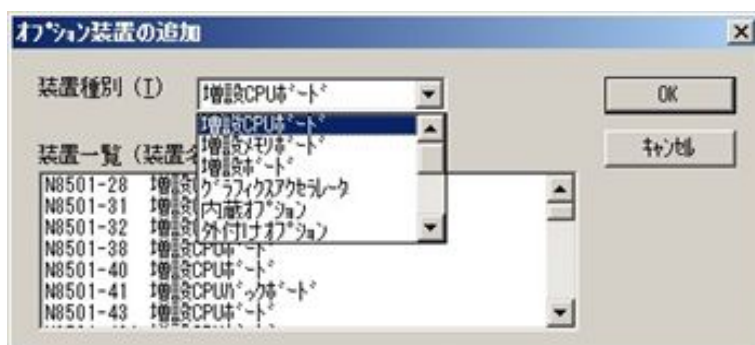 ｵﾌﾟｼｮﾝ装置の追加
装置種別 (T)
増設CPUﾎﾞｰﾄﾞ
OK
増設CPUﾎﾞｰﾄﾞ
増設ﾒﾓﾘﾎﾞｰﾄﾞ
増設ﾎﾞｰﾄﾞ
ｸﾞﾗﾌｨｸｽｱｸｾﾗﾚｰﾀ
内蔵ｵﾌﾟｼｮﾝ
外付けｵﾌﾟｼｮﾝ
ｷｬﾝｾﾙ
装置一覧 (装置名
N8501-28 増設
N8501-31 増設
N8501-32 増設
N8501-38 増設CPUﾎﾞｰﾄﾞ
N8501-40 増設CPUﾎﾞｰﾄﾞ
N8501-41 増設CPUﾊﾞｯｸﾎﾞｰﾄﾞ
N8501-43 増設CPUﾎﾞｰﾄﾞ